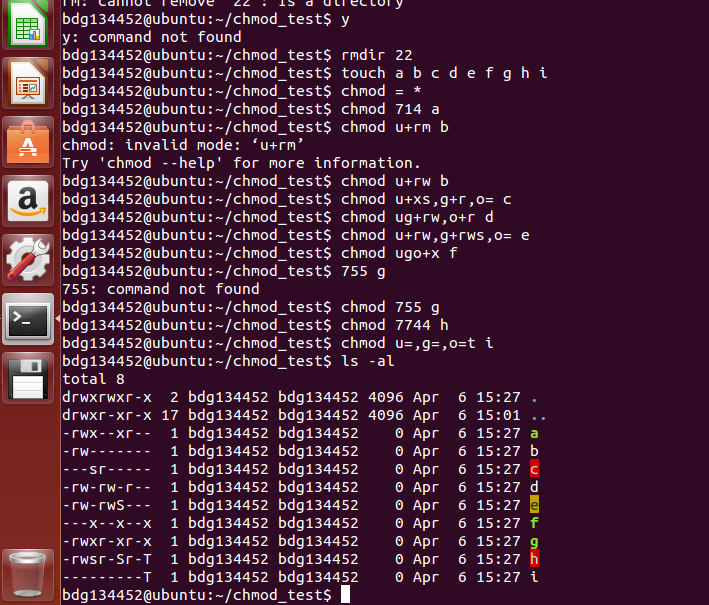 rm: cannot remove '22': Is a directory
bdg134452@ubuntu:~/chmod_test$ y
y: command not found
bdg134452@ubuntu:~/chmod_test$ rmdir 22
bdg134452@ubuntu:~/chmod_test$ touch a b c d e f g h i
bdg134452@ubuntu:~/chmod_test$ chmod = *
bdg134452@ubuntu:~/chmod_test$ chmod 714 a
bdg134452@ubuntu:~/chmod_test$ chmod u+rm b
chmod: invalid mode: ‘u+rm’
Try 'chmod --help' for more information.
bdg134452@ubuntu:~/chmod_test$ chmod u+rw b
bdg134452@ubuntu:~/chmod_test$ chmod u+xs,g+r,o= c
bdg134452@ubuntu:~/chmod_test$ chmod ug+rw,o+r d
bdg134452@ubuntu:~/chmod_test$ chmod u+rw,g+rws,o= e
bdg134452@ubuntu:~/chmod_test$ chmod ugo+x f
bdg134452@ubuntu:~/chmod_test$ 755 g
755: command not found
bdg134452@ubuntu:~/chmod_test$ chmod 755 g
bdg134452@ubuntu:~/chmod_test$ chmod 7744 h
bdg134452@ubuntu:~/chmod_test$ chmod u=,g=,o=t i
bdg134452@ubuntu:~/chmod_test$ ls -al
total 8
drwxrwxr-x  2 bdg134452 bdg134452 4096 Apr  6 15:27 .
drwxr-xr-x 17 bdg134452 bdg134452 4096 Apr  6 15:01 ..
-rwx--xr--  1 bdg134452 bdg134452    0 Apr  6 15:27 a
-rw-------  1 bdg134452 bdg134452    0 Apr  6 15:27 b
---sr-----  1 bdg134452 bdg134452    0 Apr  6 15:27 c
-rw-rw-r--  1 bdg134452 bdg134452    0 Apr  6 15:27 d
-rw-rwS---  1 bdg134452 bdg134452    0 Apr  6 15:27 e
---x--x--x  1 bdg134452 bdg134452    0 Apr  6 15:27 f
-rwxr-xr-x  1 bdg134452 bdg134452    0 Apr  6 15:27 g
-rwsr-Sr-T  1 bdg134452 bdg134452    0 Apr  6 15:27 h
---------T  1 bdg134452 bdg134452    0 Apr  6 15:27 i
bdg134452@ubuntu:~/chmod_test$